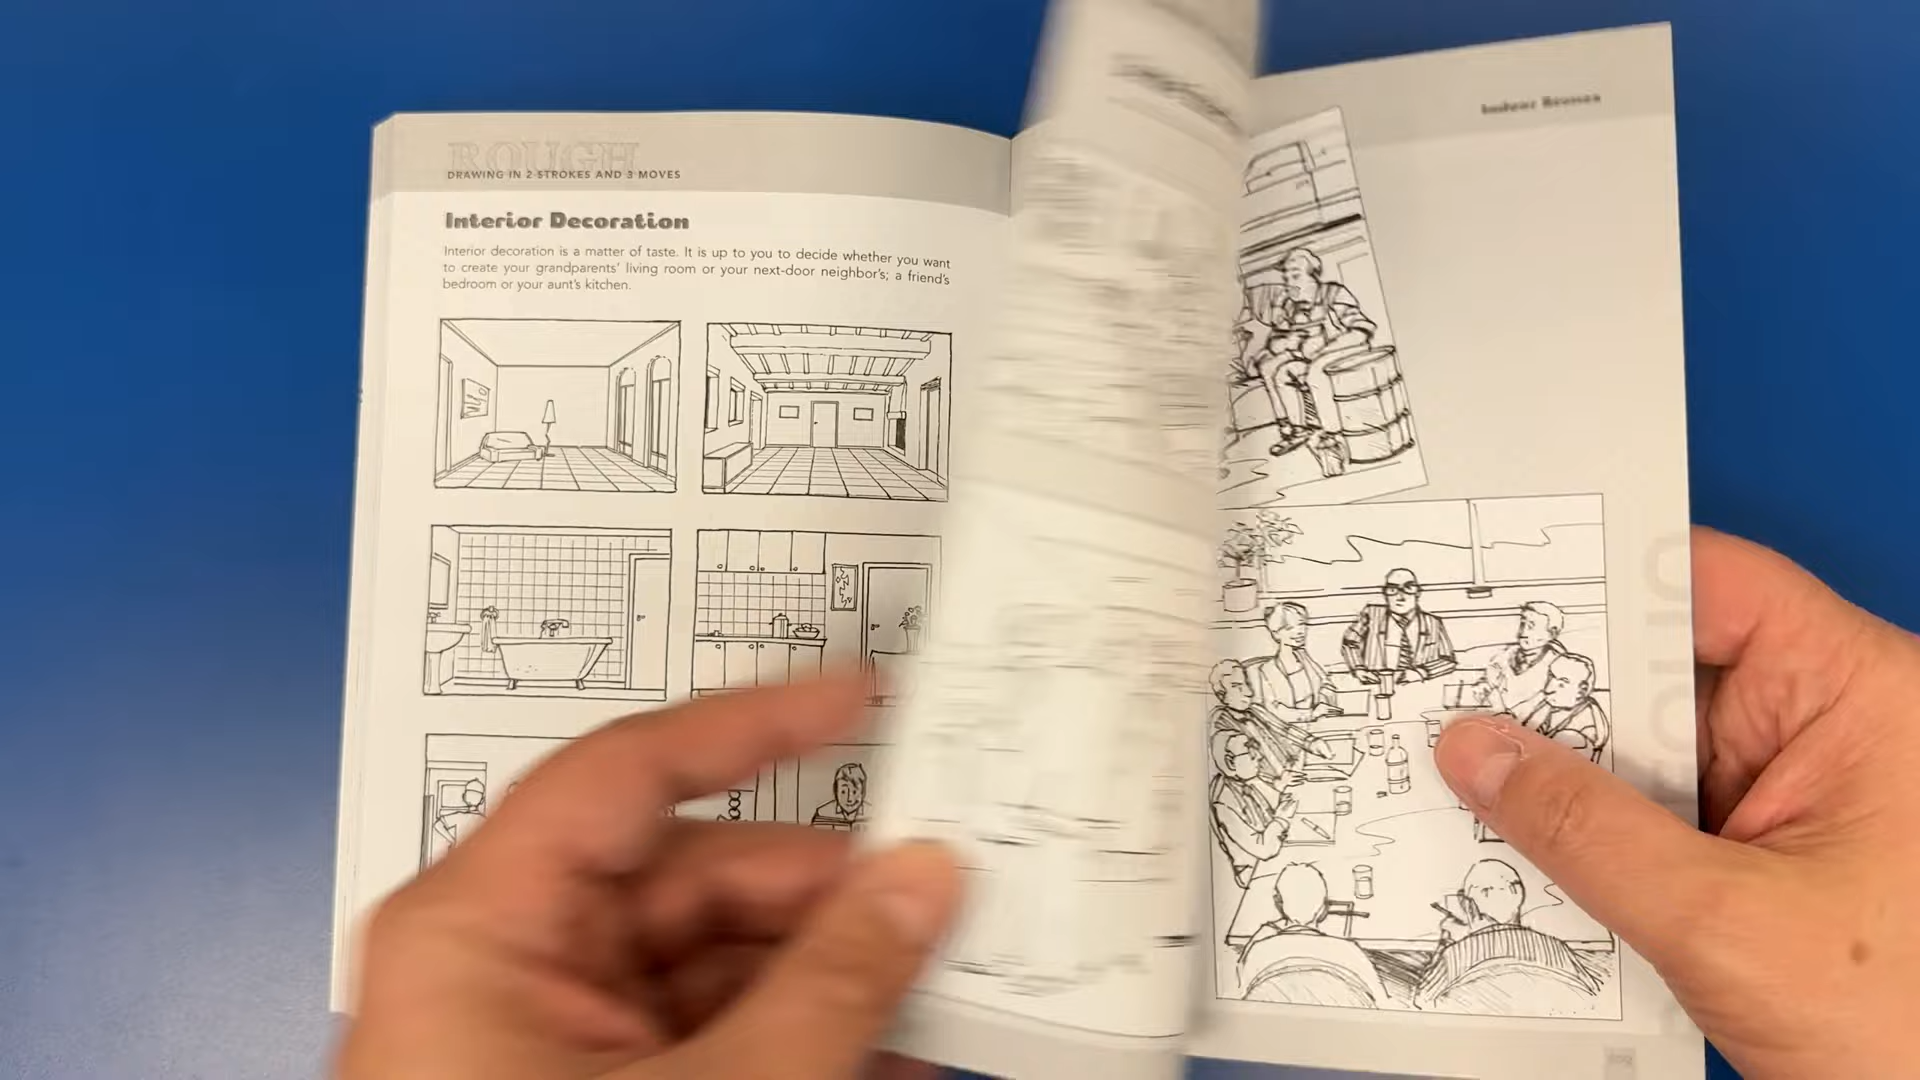 ROUGH
DRAWING IN 2 STROKES AND 3 MOVES
Interior Decoration
Interior decoration is a matter of taste. It is up to you to decide whether you want
to create your grandparents' living room or your next-door neighbor's; a friend's
bedroom or your aunt's kitchen.
Indoor Scenes